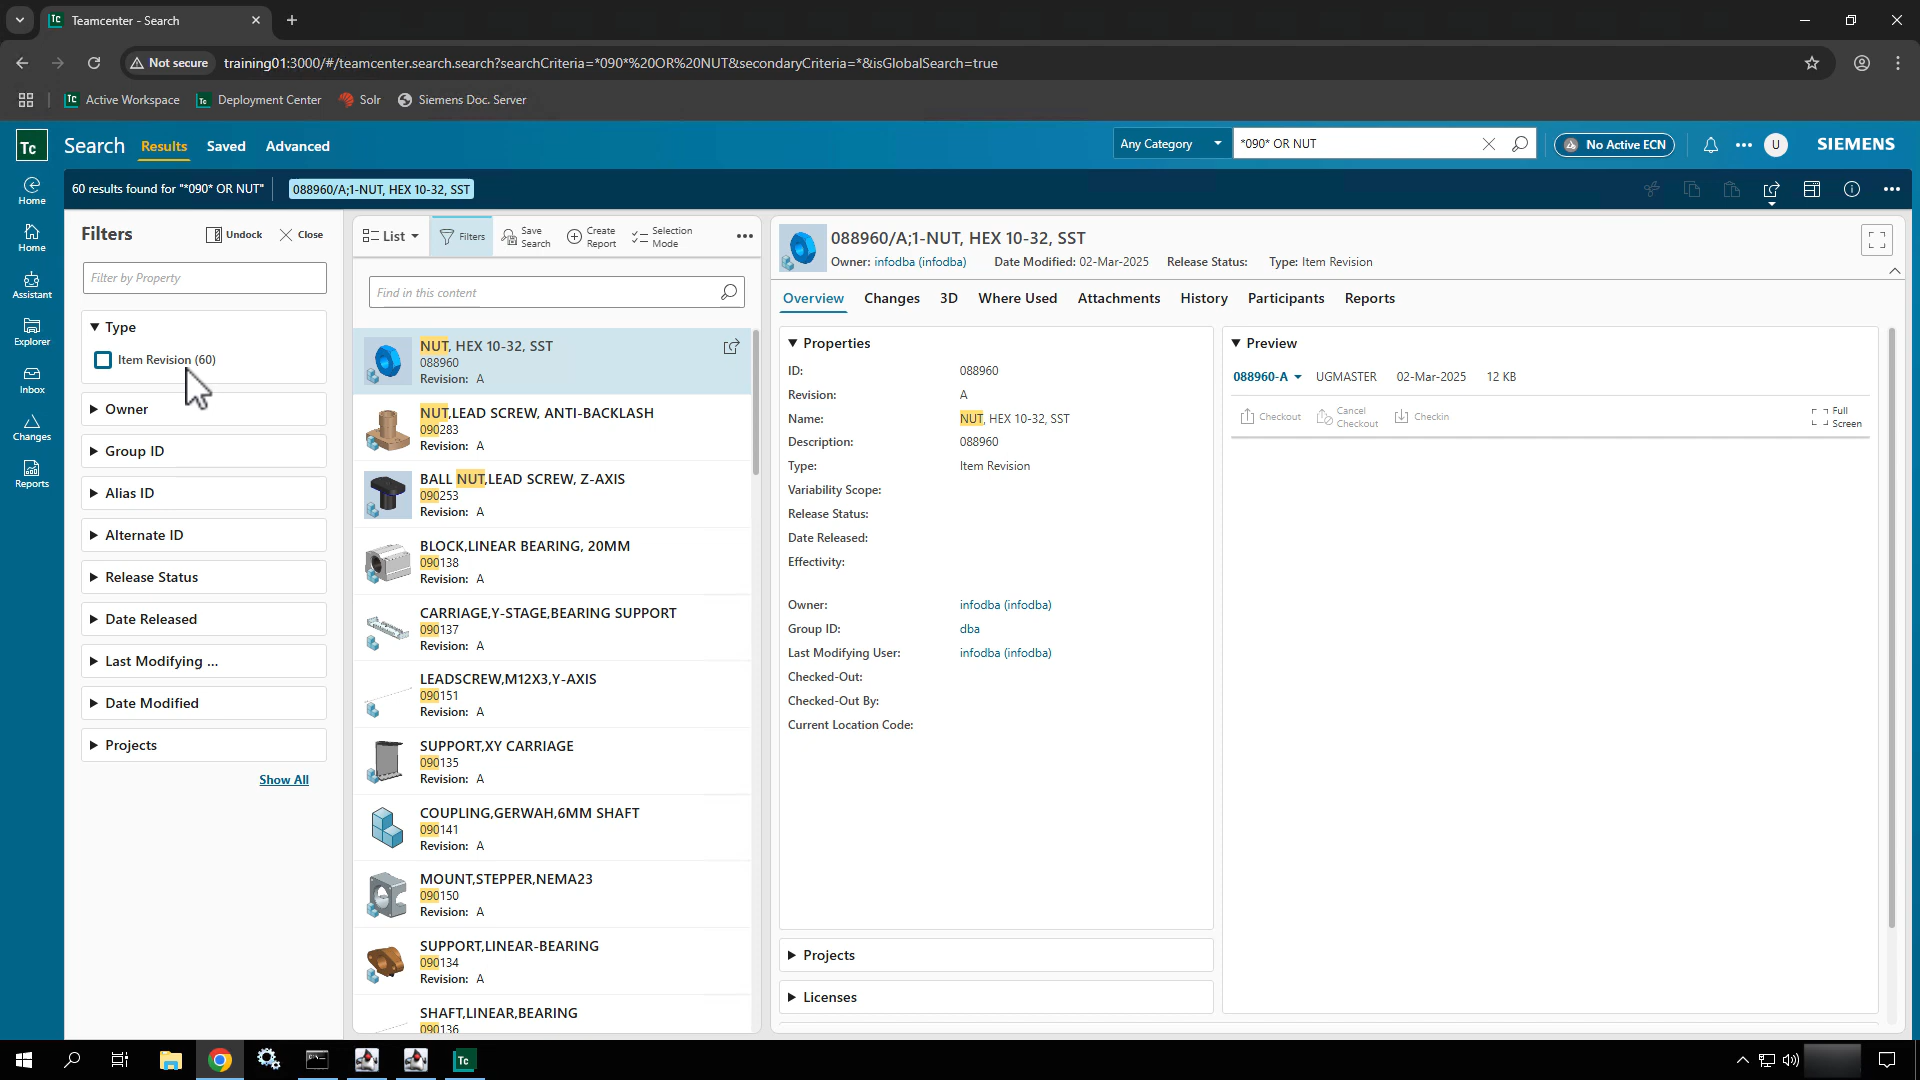 Teamcenter - Search
Not secure
training01:3000/#/teamcenter.search.search?searchCriteria=*090*%20OR%20NUT&secondaryCriteria=*&isGlobalSearch=true
Active Workspace
Deployment Center
Solr
Siemens Doc. Server
Tc
Search
Results
Saved
Advanced
Any Category
*090* OR NUT
No Active ECN
U
SIEMENS
60 results found for "*090* OR NUT"
088960/A;1-NUT, HEX 10-32, SST
Home
Home
Assistant
Explorer
Inbox
Changes
Reports
Filters
Undock
Close
Filter by Property
Type
Item Revision (60)
Owner
Group ID
Alias ID
Alternate ID
Release Status
Date Released
Last Modifying ...
Date Modified
Projects
Show All
List
Filters
Save Search
Create Report
Selection Mode
Find in this content
NUT, HEX 10-32, SST
088960
Revision: A
NUT,LEAD SCREW, ANTI-BACKLASH
090283
Revision: A
BALL NUT,LEAD SCREW, Z-AXIS
090253
Revision: A
BLOCK,LINEAR BEARING, 20MM
090138
Revision: A
CARRIAGE,Y-STAGE,BEARING SUPPORT
090137
Revision: A
LEADSCREW,M12X3,Y-AXIS
090151
Revision: A
SUPPORT,XY CARRIAGE
090135
Revision: A
COUPLING,GERWAH,6MM SHAFT
090141
Revision: A
MOUNT,STEPPER,NEMA23
090150
Revision: A
SUPPORT,LINEAR-BEARING
090134
Revision: A
SHAFT,LINEAR,BEARING
090136
088960/A;1-NUT, HEX 10-32, SST
Owner: infodba (infodba) Date Modified: 02-Mar-2025 Release Status: Type: Item Revision
Overview
Changes
3D
Where Used
Attachments
History
Participants
Reports
Properties
ID: 088960
Revision: A
Name: NUT, HEX 10-32, SST
Description: 088960
Type: Item Revision
Variability Scope:
Release Status:
Date Released:
Effectivity:
Owner: infodba (infodba)
Group ID: dba
Last Modifying User: infodba (infodba)
Checked-Out:
Checked-Out By:
Current Location Code:
Projects
Licenses
Preview
088960-A UGMASTER 02-Mar-2025 12 KB
Checkout
Cancel Checkout
Checkin
Full Screen
Tc